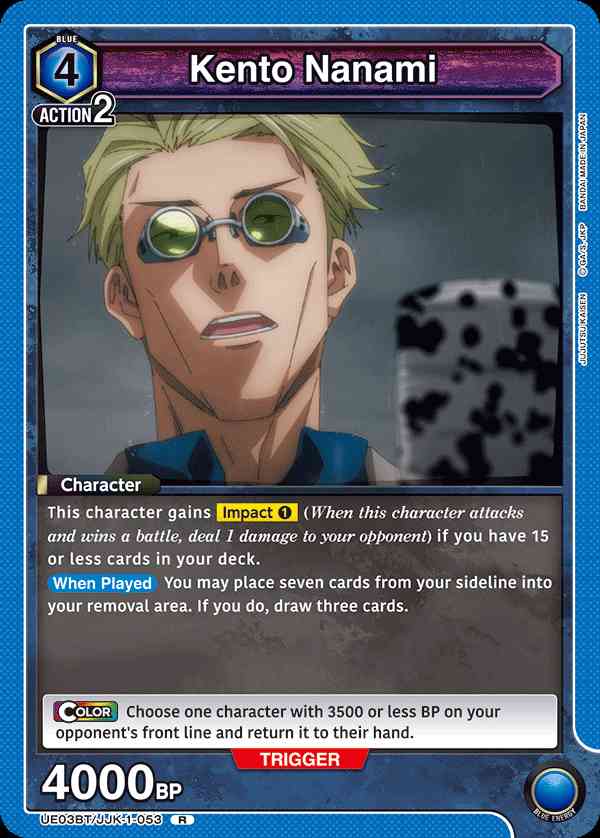 BLUE
4
Kento Nanami
ACTION 2
JUJUTSU KAISEN © GA/S, JKP BANDAI MADE IN JAPAN
Character
This character gains Impact ❶ (When this character attacks
and wins a battle, deal 1 damage to your opponent) if you have 15
or less cards in your deck.
When Played You may place seven cards from your sideline into
your removal area. If you do, draw three cards.
COLOR Choose one character with 3500 or less BP on your
opponent's front line and return it to their hand.
TRIGGER
4000BP
BLUE ENERGY
UE03BT/JJK-1-053 R